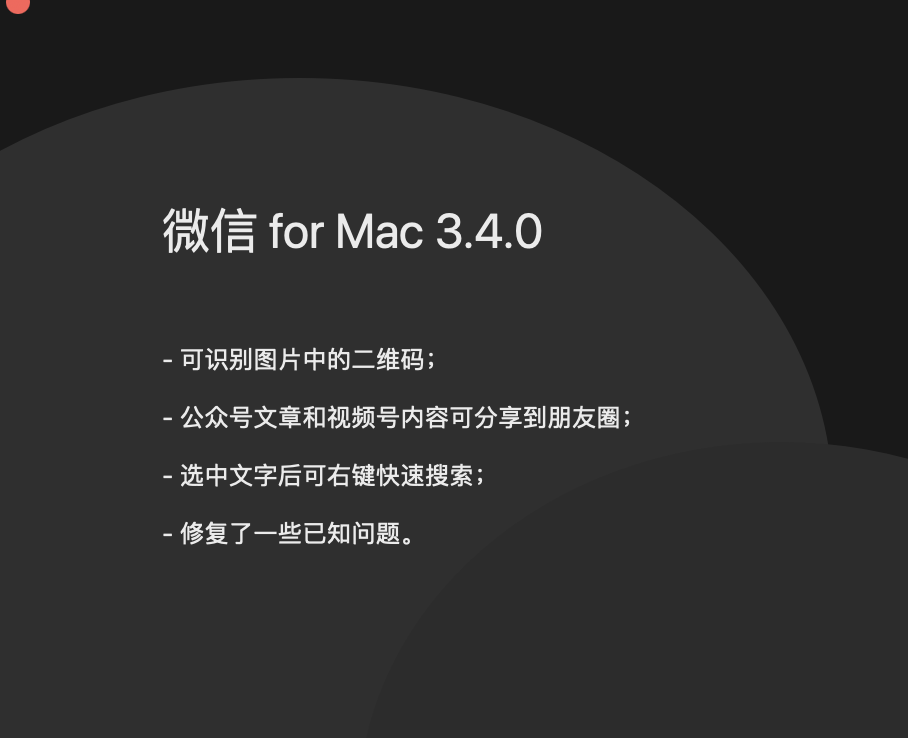 微信 for Mac 3.4.0
- 可识别图片中的二维码；
- 公众号文章和视频号内容可分享到朋友圈；
- 选中文字后可右键快速搜索；
- 修复了一些已知问题。